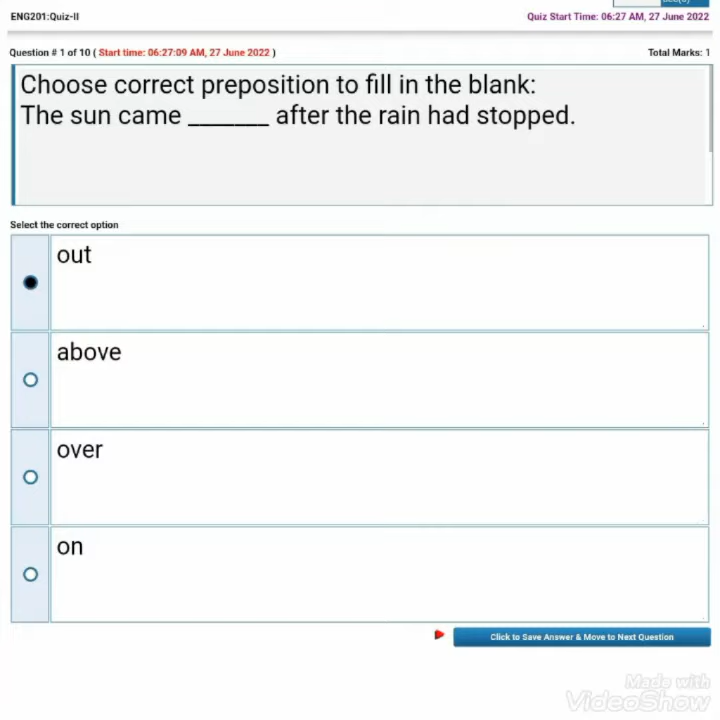 ENG201:Quiz-II
Quiz Start Time: 06:27 AM, 27 June 2022
Question # 1 of 10 ( Start time: 06:27:09 AM, 27 June 2022 )
Total Marks: 1
Choose correct preposition to fill in the blank:
The sun came _______ after the rain had stopped.
Select the correct option
out
above
over
on
Click to Save Answer & Move to Next Question
Made with
VideoShow